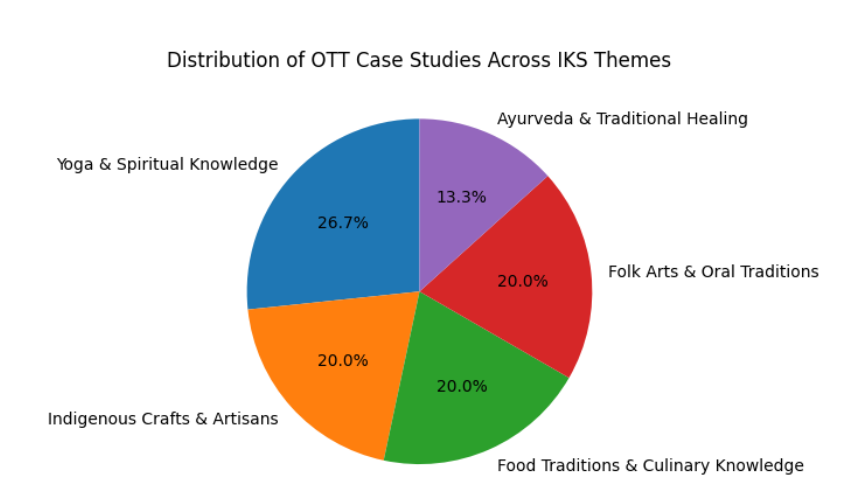 Distribution of OTT Case Studies Across IKS Themes
Ayurveda & Traditional Healing
Yoga & Spiritual Knowledge
13.3%
26.7%
Folk Arts & Oral Traditions
20.0%
20.0%
20.0%
Indigenous Crafts & Artisans
Food Traditions & Culinary Knowledge